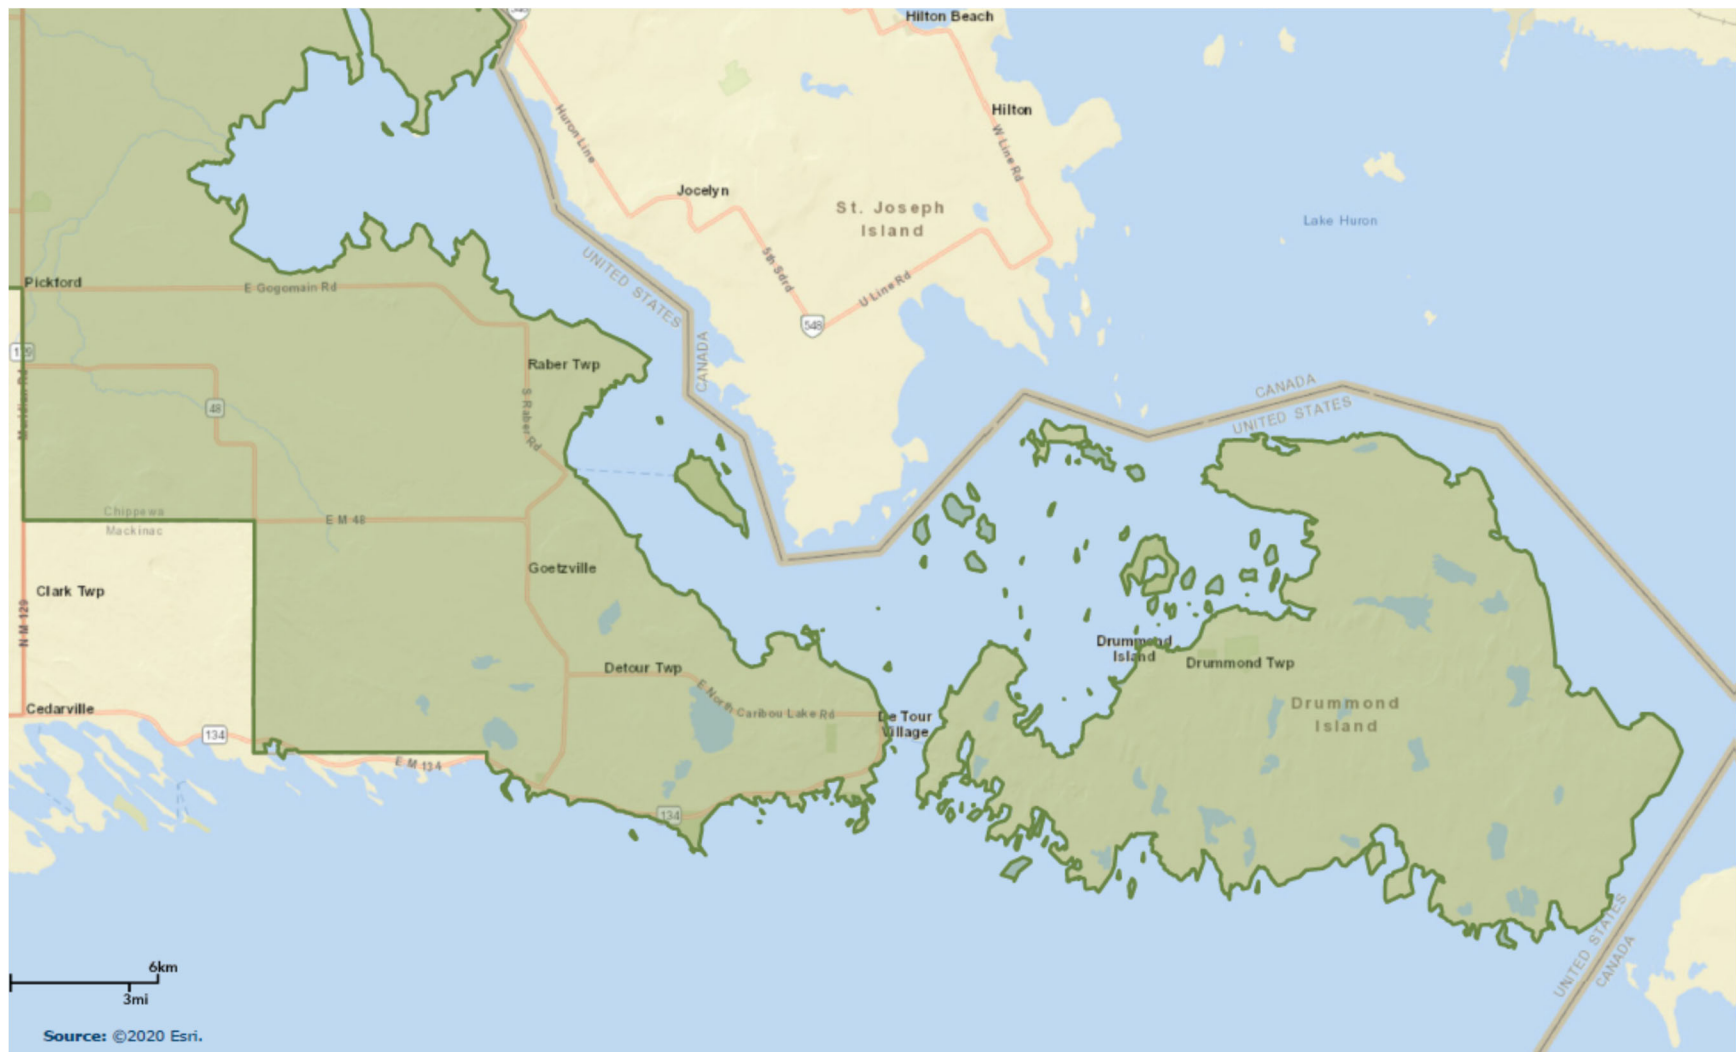 Hilton Beach
548
Huron Line
Hilton
W Line Rd
Jocelyn
St. Joseph
Island
Lake Huron
5th Sdrd
U Line Rd
UNITED STATES
CANADA
548
Pickford
E Gogomain Rd
Raber Twp
S Raber Rd
48
CANADA
UNITED STATES
Chippewa
Mackinac
E M 48
Goetzville
Clark Twp
N M 129
Drummond
Island
Drummond Twp
Detour Twp
E North Caribou Lake Rd
De Tour
Village
Drummond
Island
Cedarville
134
E M 134
134
UNITED STATES
CANADA
6km
3mi
Source: ©2020 Esri.